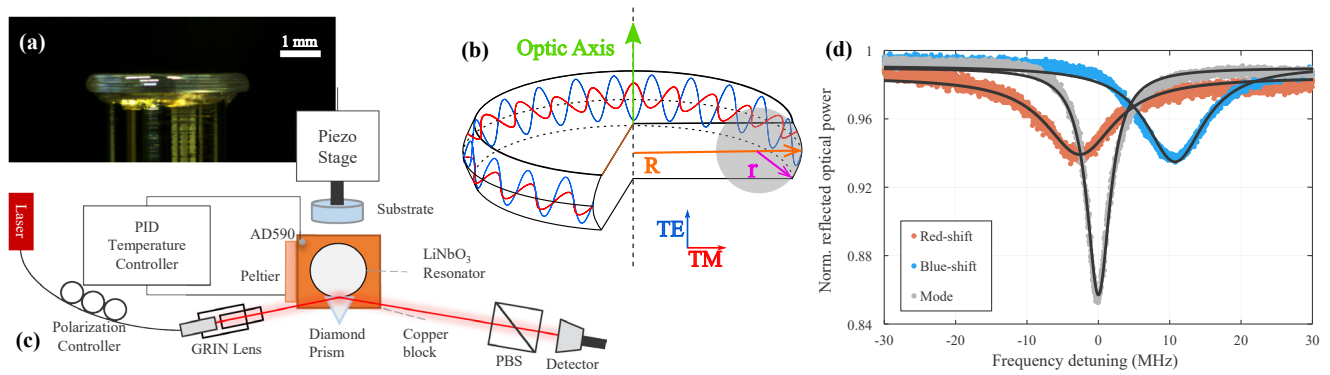 (a)
1 mm
Piezo
Stage
Substrate
Laser
PID
Temperature
Controller
AD590
Peltier
LiNbO3
Resonator
Polarization
Controller
(c)
GRIN Lens
Diamond
Prism
Copper
block
PBS
Detector
(b)
Optic Axis
R
r
TE
TM
(d)
Norm. reflected optical power
1
0.96
0.92
0.88
0.84
Red-shift
Blue-shift
Mode
-30 -20 -10 0 10 20 30
Frequency detuning (MHz)